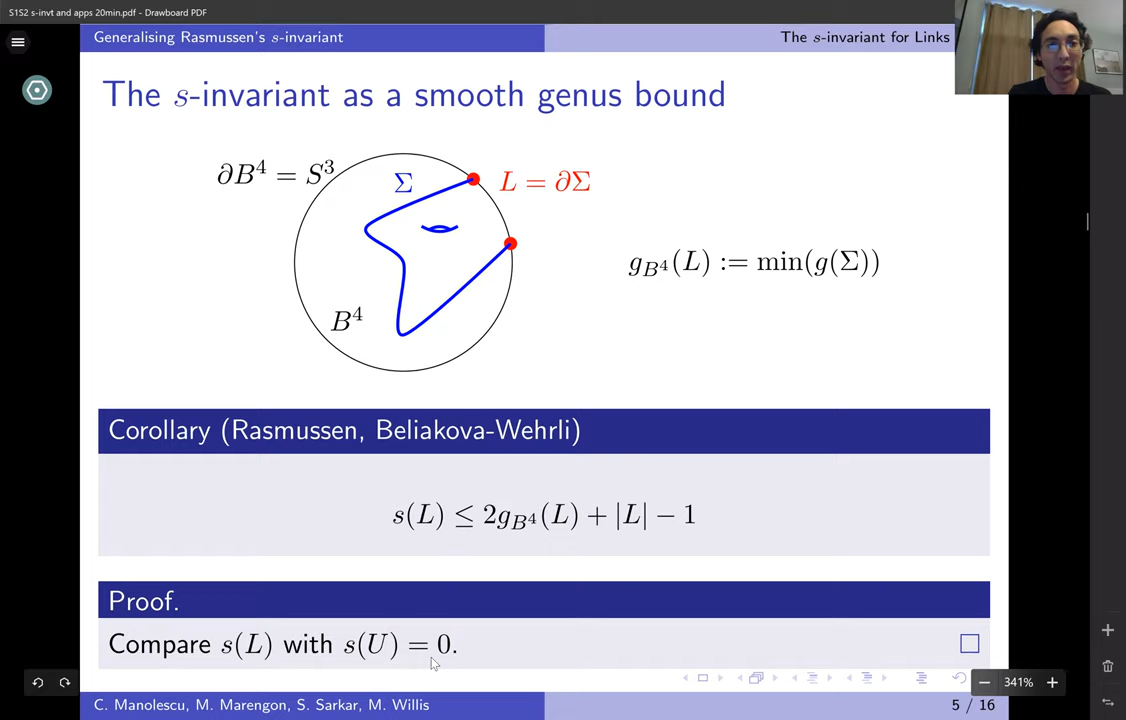 S1S2 s-invt and apps 20min.pdf - Drawboard PDF
Generalising Rasmussen's s-invariant
The s-invariant for Links
The s-invariant as a smooth genus bound
∂B⁴ = S³
Σ
L = ∂Σ
g_{B⁴}(L) := min(g(Σ))
B⁴
Corollary (Rasmussen, Beliakova-Wehrli)
s(L) ≤ 2g_{B⁴}(L) + |L| − 1
Proof.
Compare s(L) with s(U) = 0.
341%
C. Manolescu, M. Marengon, S. Sarkar, M. Willis
5 / 16